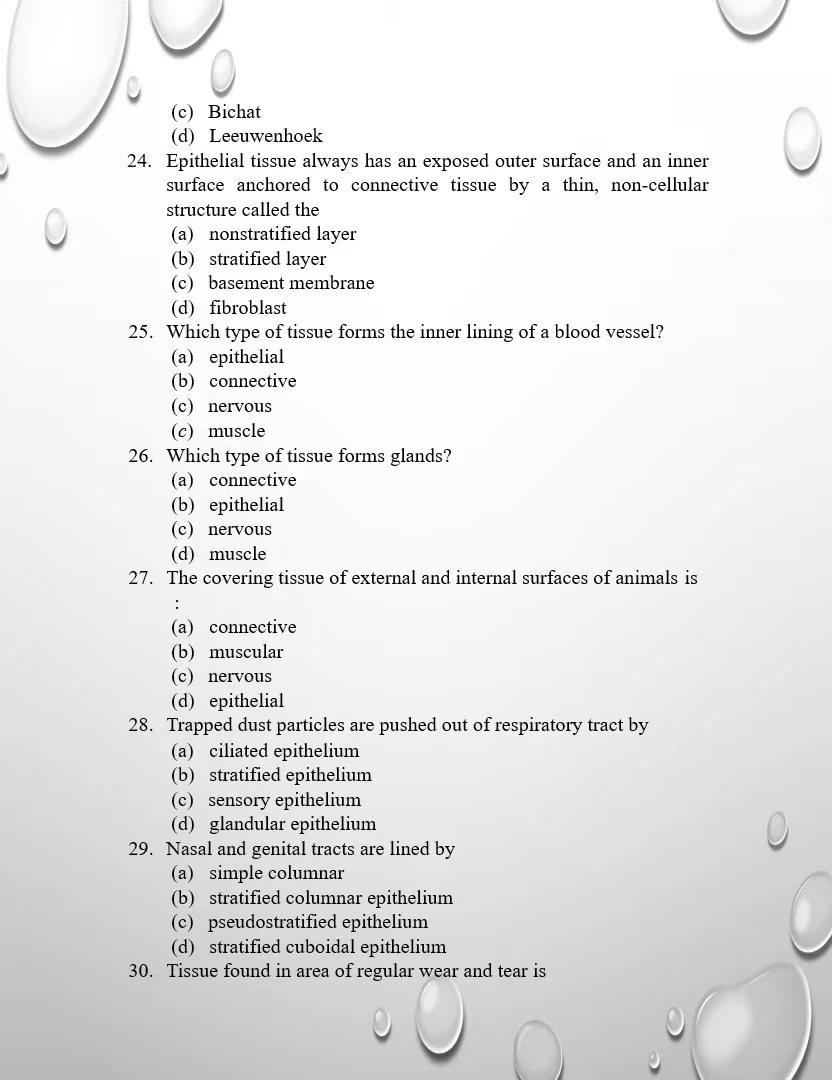 (c) Bichat
(d) Leeuwenhoek
24. Epithelial tissue always has an exposed outer surface and an inner
surface anchored to connective tissue by a thin, non-cellular
structure called the
(a) nonstratified layer
(b) stratified layer
(c) basement membrane
(d) fibroblast
25. Which type of tissue forms the inner lining of a blood vessel?
(a) epithelial
(b) connective
(c) nervous
(c) muscle
26. Which type of tissue forms glands?
(a) connective
(b) epithelial
(c) nervous
(d) muscle
27. The covering tissue of external and internal surfaces of animals is
:
(a) connective
(b) muscular
(c) nervous
(d) epithelial
28. Trapped dust particles are pushed out of respiratory tract by
(a) ciliated epithelium
(b) stratified epithelium
(c) sensory epithelium
(d) glandular epithelium
29. Nasal and genital tracts are lined by
(a) simple columnar
(b) stratified columnar epithelium
(c) pseudostratified epithelium
(d) stratified cuboidal epithelium
30. Tissue found in area of regular wear and tear is